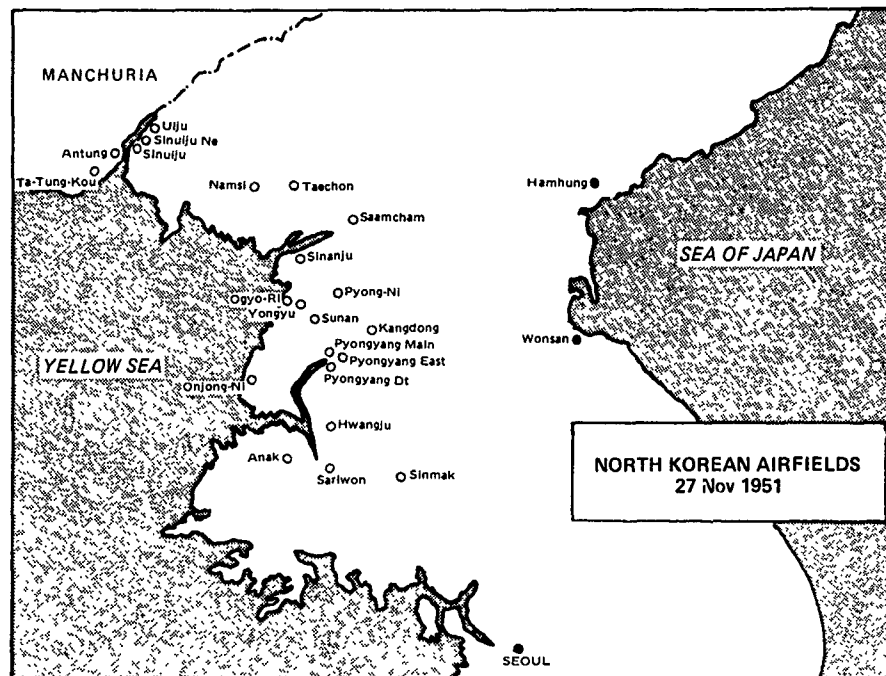 MANCHURIA
Uiju
Sinuiju Ne
Antung
Sinuiju
Ta-Tung-Kou
Namsi
Taechon
Hamhung
Saamcham
SEA OF JAPAN
Sinanju
Pyong-Ni
Ogyo-Ri
Yongyu
Sunan
Kangdong
Wonsan
Pyongyang Main
Pyongyang East
YELLOW SEA
Pyongyang Dt
Onjong-Ni
Hwangju
Anak
Sariwon
Sinmak
NORTH KOREAN AIRFIELDS
27 Nov 1951
SEOUL